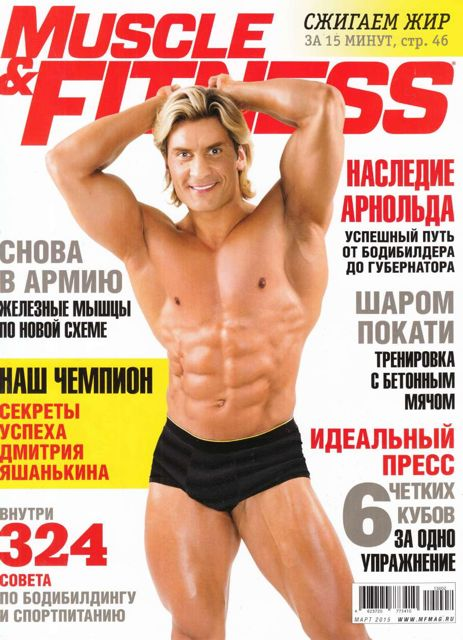 MUSCLE
& FITNESS
СЖИГАЕМ ЖИР
ЗА 15 МИНУТ, стр. 46
НАСЛЕДИЕ
АРНОЛЬДА
УСПЕШНЫЙ ПУТЬ
ОТ БОДИБИЛДЕРА
ДО ГУБЕРНАТОРА
СНОВА
В АРМИЮ
ЖЕЛЕЗНЫЕ МЫШЦЫ
ПО НОВОЙ СХЕМЕ
ШАРОМ
ПОКАТИ
ТРЕНИРОВКА
С БЕТОННЫМ
МЯЧОМ
НАШ ЧЕМПИОН
СЕКРЕТЫ
УСПЕХА
ДМИТРИЯ
ЯШАНЬКИНА
ИДЕАЛЬНЫЙ
ПРЕСС
6 ЧЕТКИХ
КУБОВ
ЗА ОДНО
УПРАЖНЕНИЕ
ВНУТРИ
324
СОВЕТА
ПО БОДИБИЛДИНГУ
И СПОРТПИТАНИЮ
МАРТ 2015 WWW.MFMAG.RU